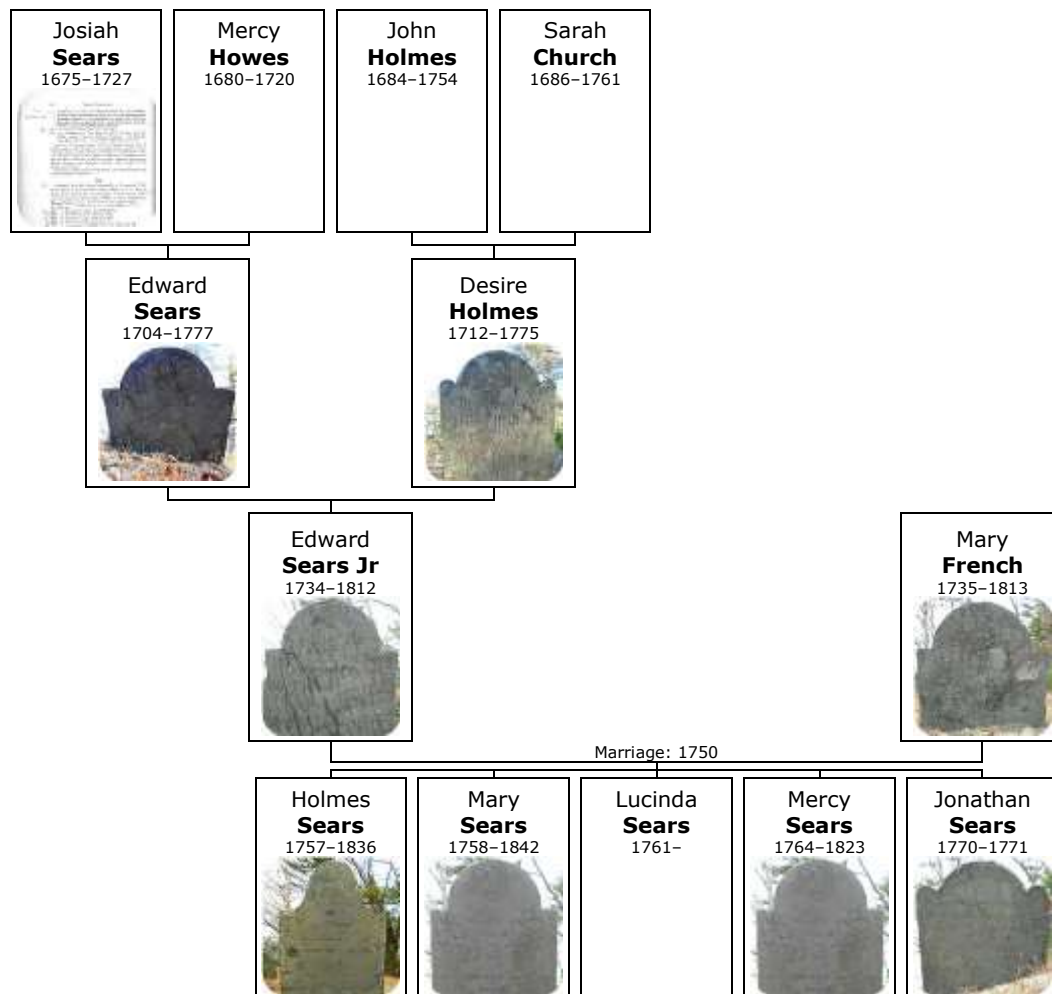 Josiah
Sears
1675–1727
Mercy
Howes
1680–1720
John
Holmes
1684–1754
Sarah
Church
1686–1761
Edward
Sears
1704–1777
Desire
Holmes
1712–1775
Edward
Sears Jr
1734–1812
Mary
French
1735–1813
Marriage: 1750
Holmes
Sears
1757–1836
Mary
Sears
1758–1842
Lucinda
Sears
1761–
Mercy
Sears
1764–1823
Jonathan
Sears
1770–1771